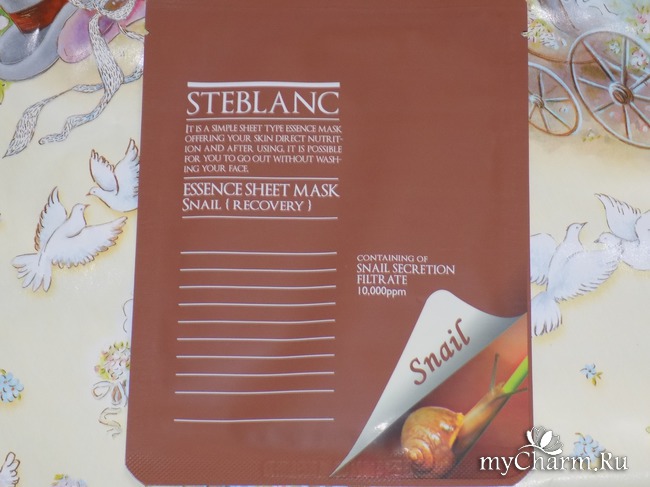 STEBLANC
IT IS A SIMPLE SHEET TYPE ESSENCE MASK
OFFERING YOUR SKIN DIRECT NUTRIT-
ION AND AFTER USING, IT IS POSSIBLE
FOR YOU TO GO OUT WITHOUT WASH-
ING YOUR FACE.
ESSENCE SHEET MASK
SNAIL ( RECOVERY )
CONTAINING OF
SNAIL SECRETION
FILTRATE
10,000ppm
Snail
myCharm.Ru